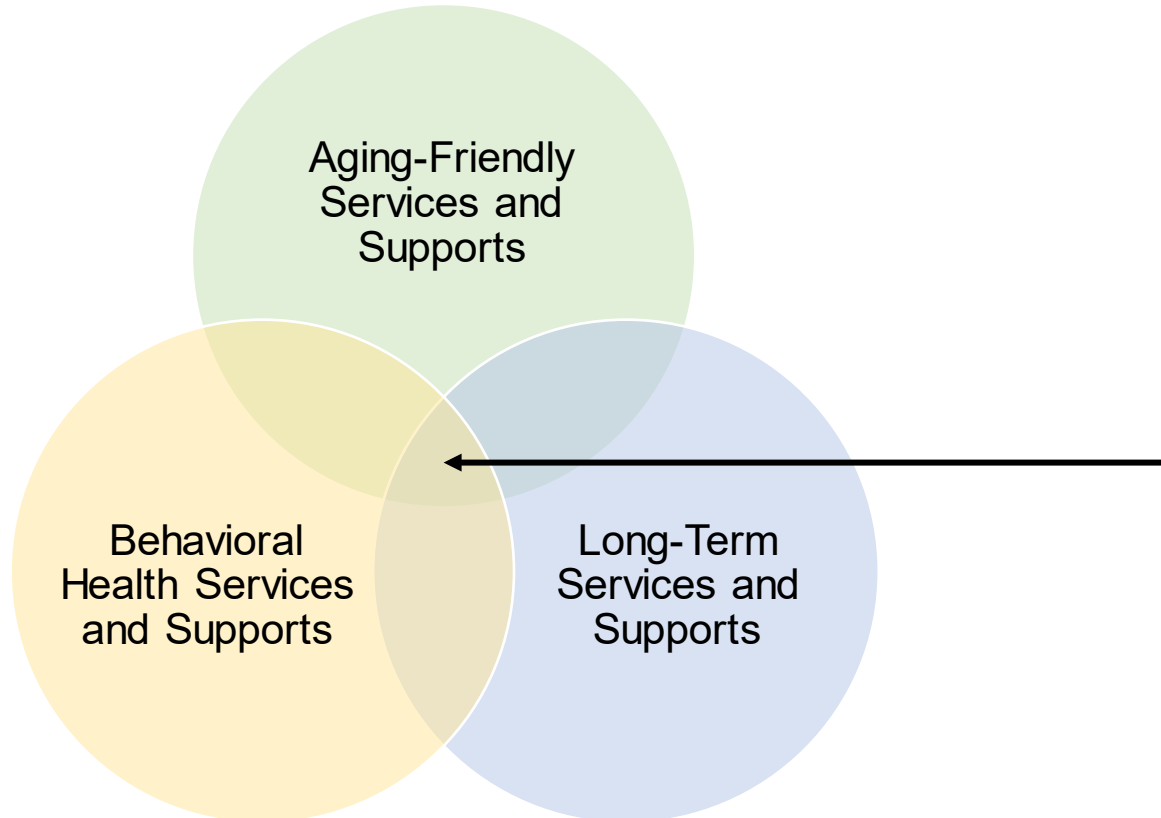 Aging-Friendly
Services and
Supports
Behavioral
Health Services
and Supports
Long-Term
Services and
Supports